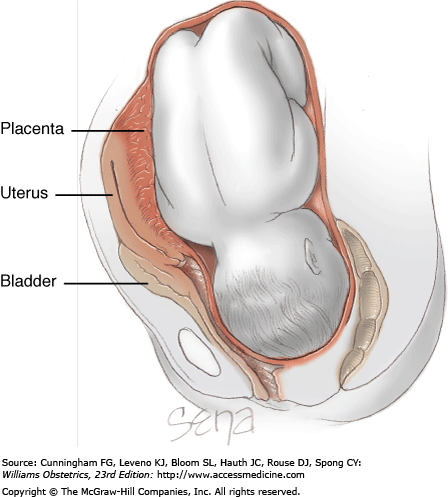 Placenta
Uterus
Bladder
Sena
Source: Cunningham FG, Leveno KJ, Bloom SL, Hauth JC, Rouse DJ, Spong CY:
Williams Obstetrics, 23rd Edition: http://www.accessmedicine.com
Copyright © The McGraw-Hill Companies, Inc. All rights reserved.